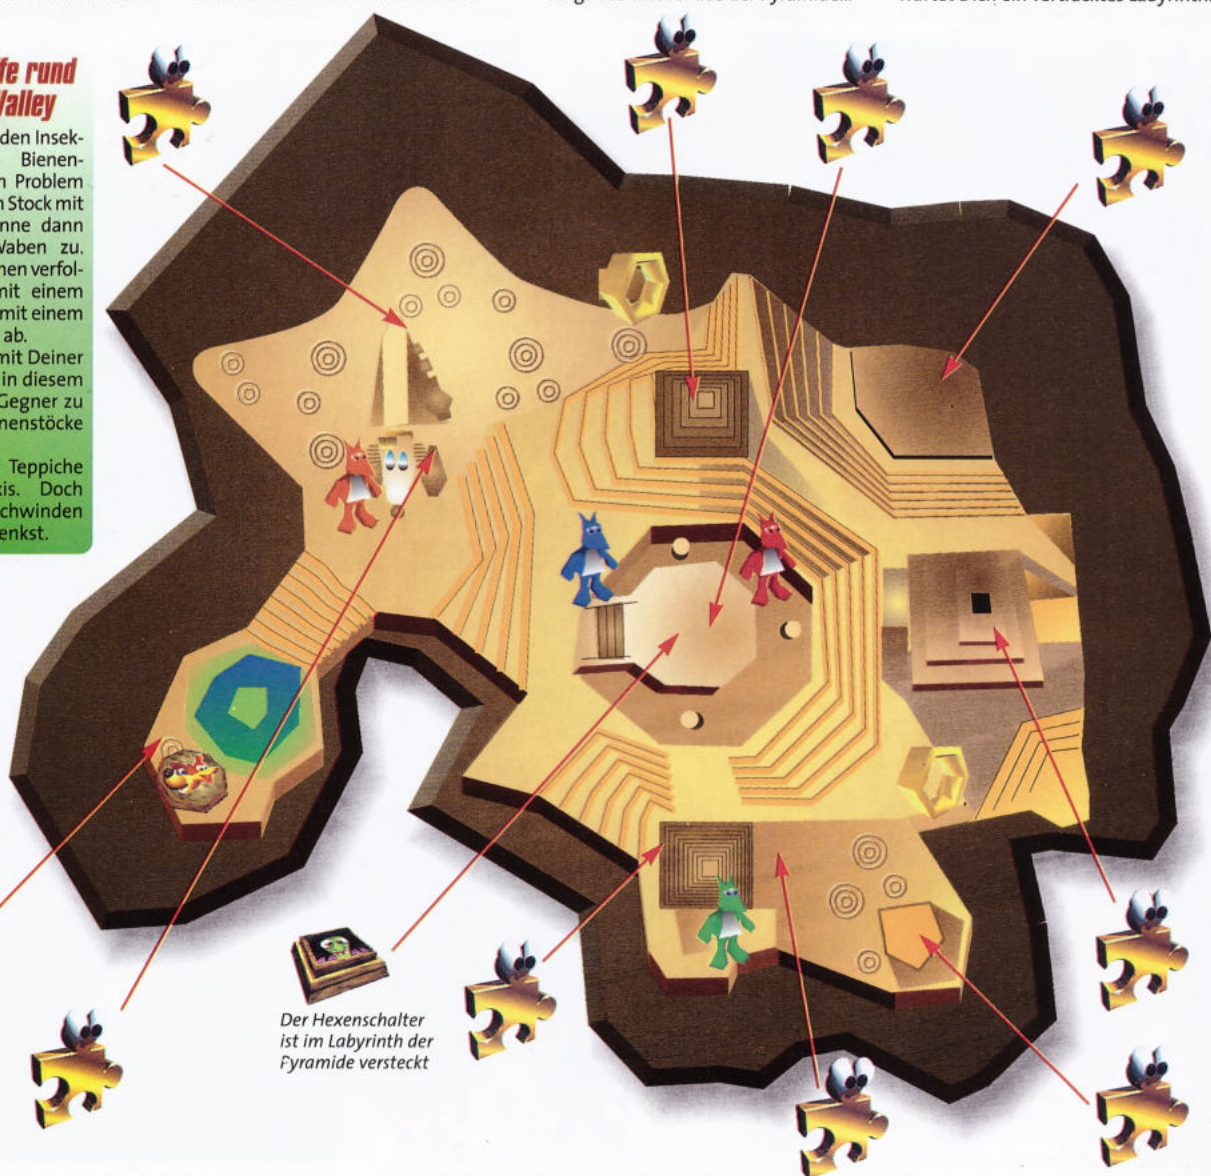 fe rund
Valley
den Insek-
Bienen-
n Problem
n Stock mit
nne dann
Waben zu.
nen verfol-
mit einem
mit einem
ab.
mit Deiner
in diesem
Gegner zu
nenstöcke
Teppiche
xis. Doch
chwinden
enkst.
Der Hexenschalter
ist im Labyrinth der
Pyramide versteckt